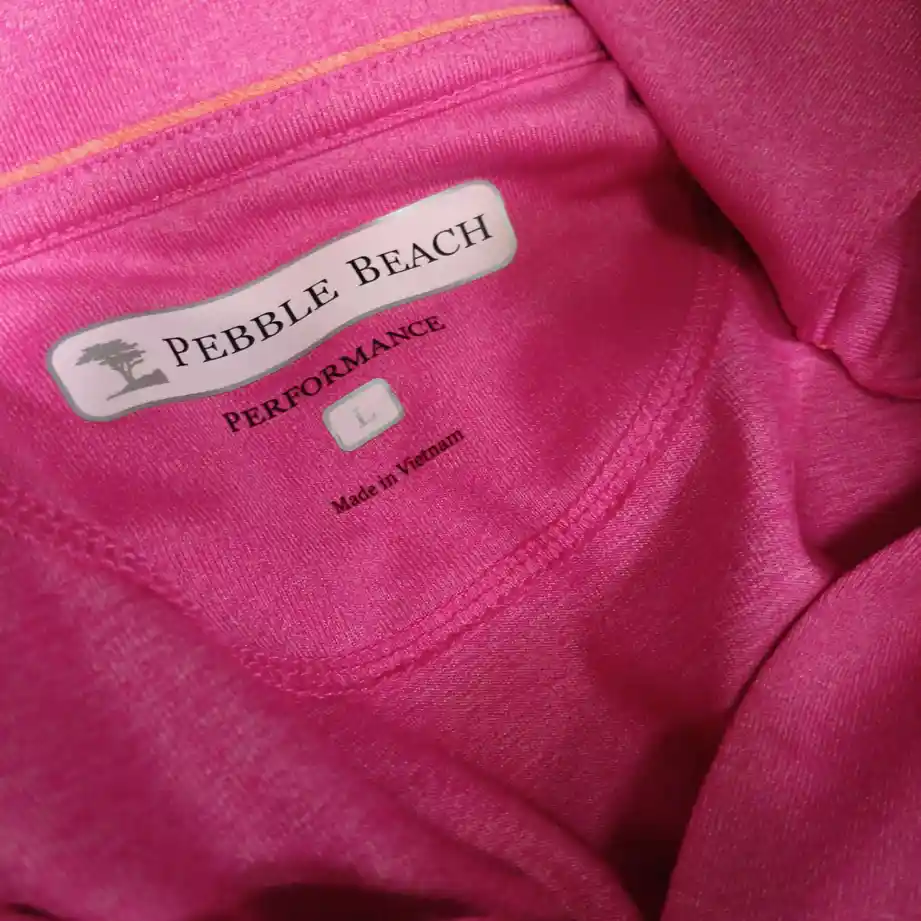 PEBBLE BEACH
PERFORMANCE
L
Made in Vietnam